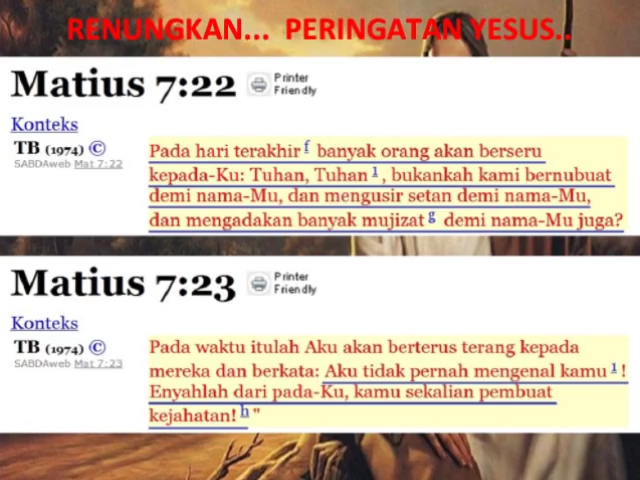 RENUNGKAN... PERINGATAN YESUS..
Matius 7:22 Printer Friendly
Konteks
TB (1974) ©
SABDAweb Mat 7:22
Pada hari terakhir f banyak orang akan berseru
kepada-Ku: Tuhan, Tuhan 1 , bukankah kami bernubuat
demi nama-Mu, dan mengusir setan demi nama-Mu,
dan mengadakan banyak mujizat g demi nama-Mu juga?
Matius 7:23 Printer Friendly
Konteks
TB (1974) ©
SABDAweb Mat 7:23
Pada waktu itulah Aku akan berterus terang kepada
mereka dan berkata: Aku tidak pernah mengenal kamu 1 !
Enyahlah dari pada-Ku, kamu sekalian pembuat
kejahatan! h "